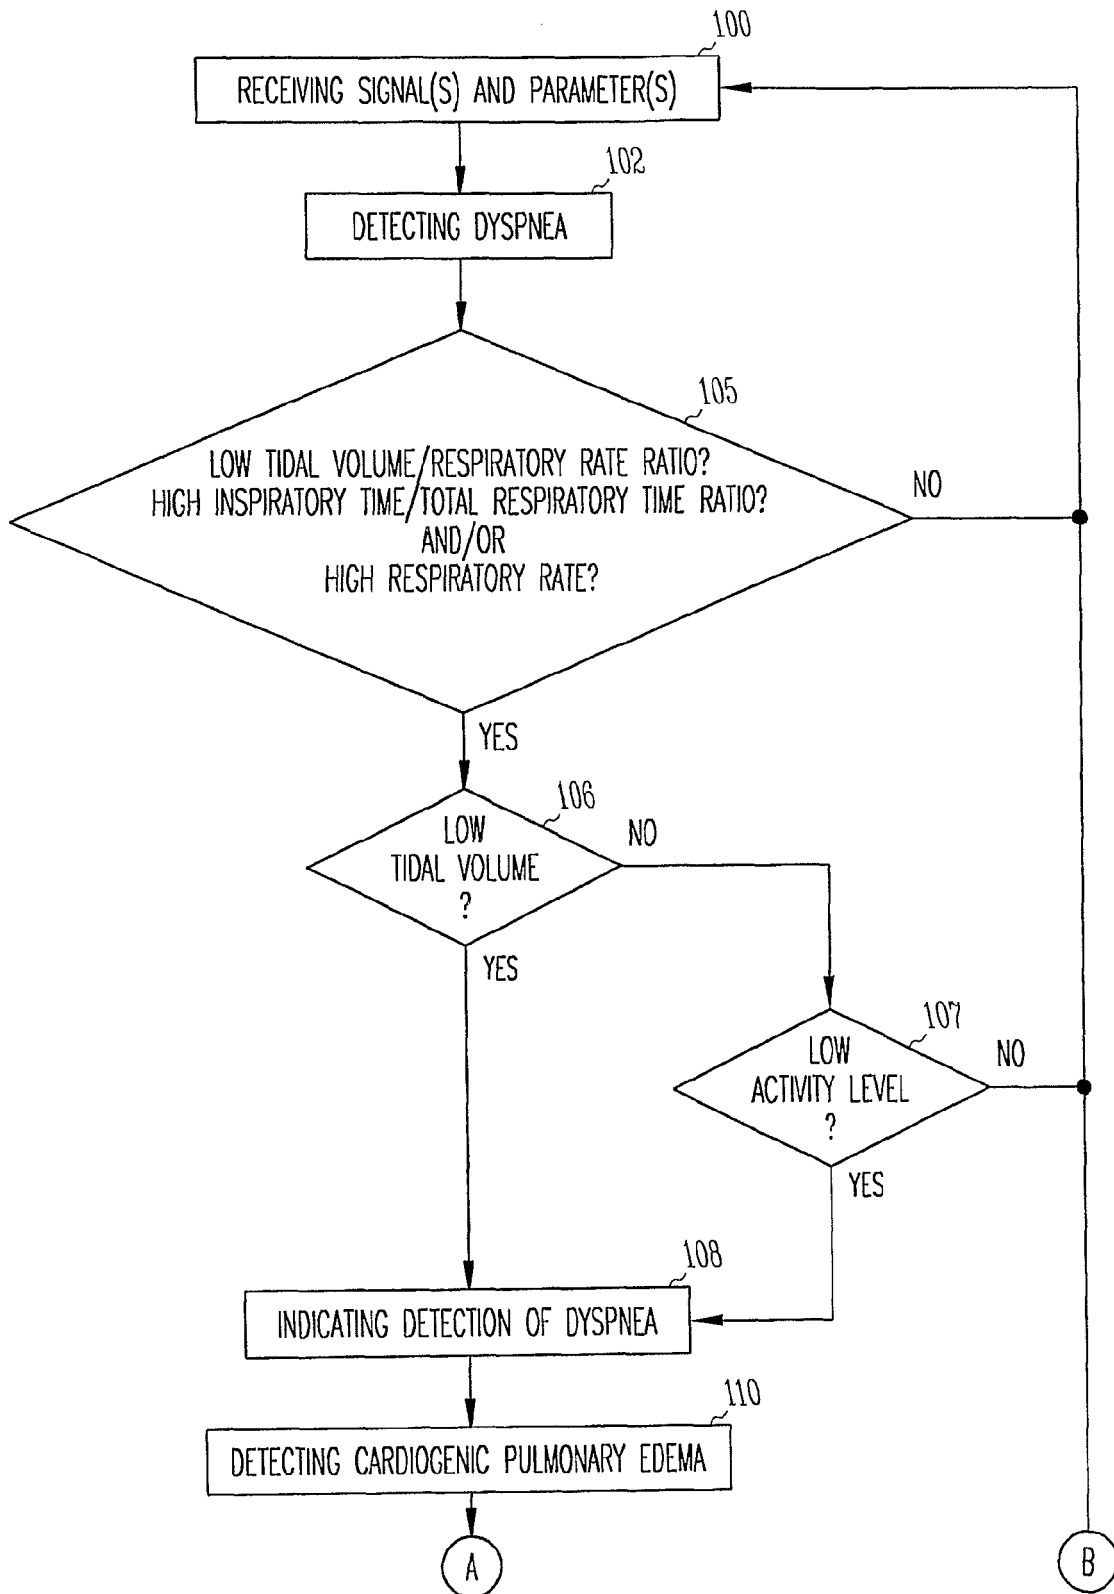 100
RECEIVING SIGNAL(S) AND PARAMETER(S)
102
DETECTING DYSPNEA
105
LOW TIDAL VOLUME/RESPIRATORY RATE RATIO?
HIGH INSPIRATORY TIME/TOTAL RESPIRATORY TIME RATIO?
AND/OR
HIGH RESPIRATORY RATE?
NO
YES
106
LOW
TIDAL VOLUME
?
NO
YES
107
LOW
ACTIVITY LEVEL
?
NO
YES
108
INDICATING DETECTION OF DYSPNEA
110
DETECTING CARDIOGENIC PULMONARY EDEMA
A
B